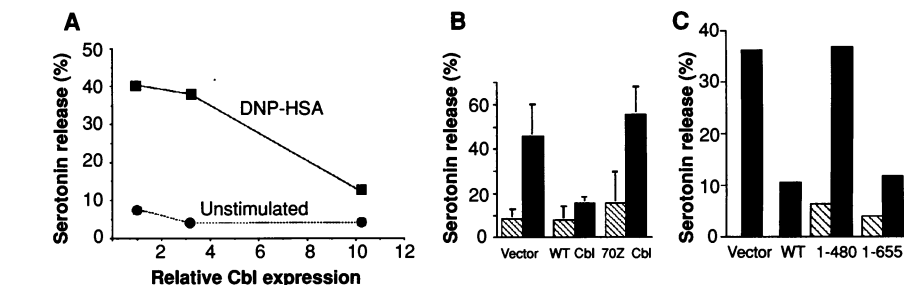 A
Serotonin release (%)
50
40
30
20
10
0
DNP-HSA
Unstimulated
2 4 6 8 10 12
Relative Cbl expression
B
Serotonin release (%)
60
40
20
0
Vector WT Cbl 70Z Cbl
C
Serotonin release (%)
40
30
20
10
0
Vector WT 1-480 1-655